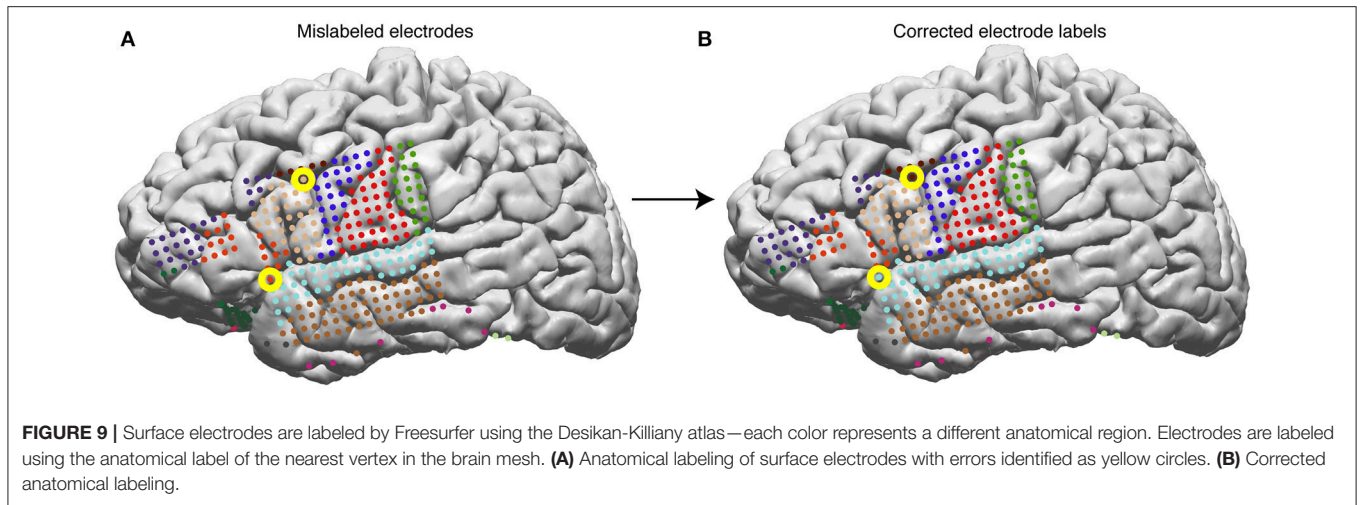 A
Mislabeled electrodes
B
Corrected electrode labels
FIGURE 9 | Surface electrodes are labeled by Freesurfer using the Desikan-Killiany atlas—each color represents a different anatomical region. Electrodes are labeled
using the anatomical label of the nearest vertex in the brain mesh. (A) Anatomical labeling of surface electrodes with errors identified as yellow circles. (B) Corrected
anatomical labeling.